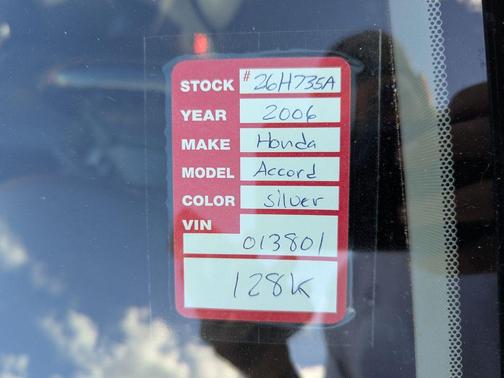 STOCK #26H735A
YEAR 2006
MAKE Honda
MODEL Accord
COLOR silver
VIN
013801
128K